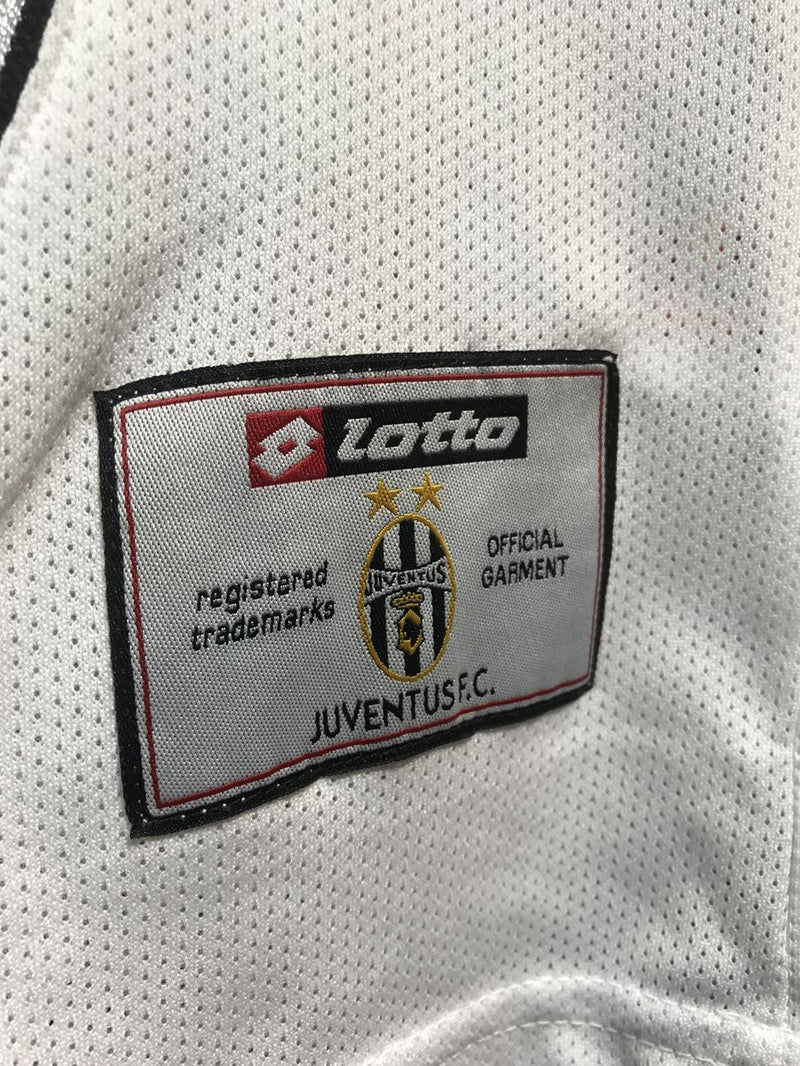 lotto
registered
trademarks
JUVENTUS
OFFICIAL
GARMENT
JUVENTUS F.C.